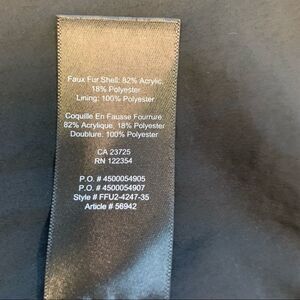 Faux Fur Shell: 82% Acrylic,
18% Polyester
Lining: 100% Polyester
Coquille En Fausse Fourrure:
82% Acrylique, 18% Polyester
Doublure, 100% Polyester
CA 23725
RN 122354
P.O. # 4500054905
P.O. # 4500054907
Style # FFU2-4247-35
Article # 56942